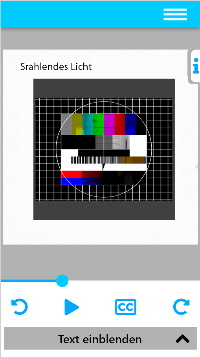 Srahlendes Licht
i
CC
Text einblenden